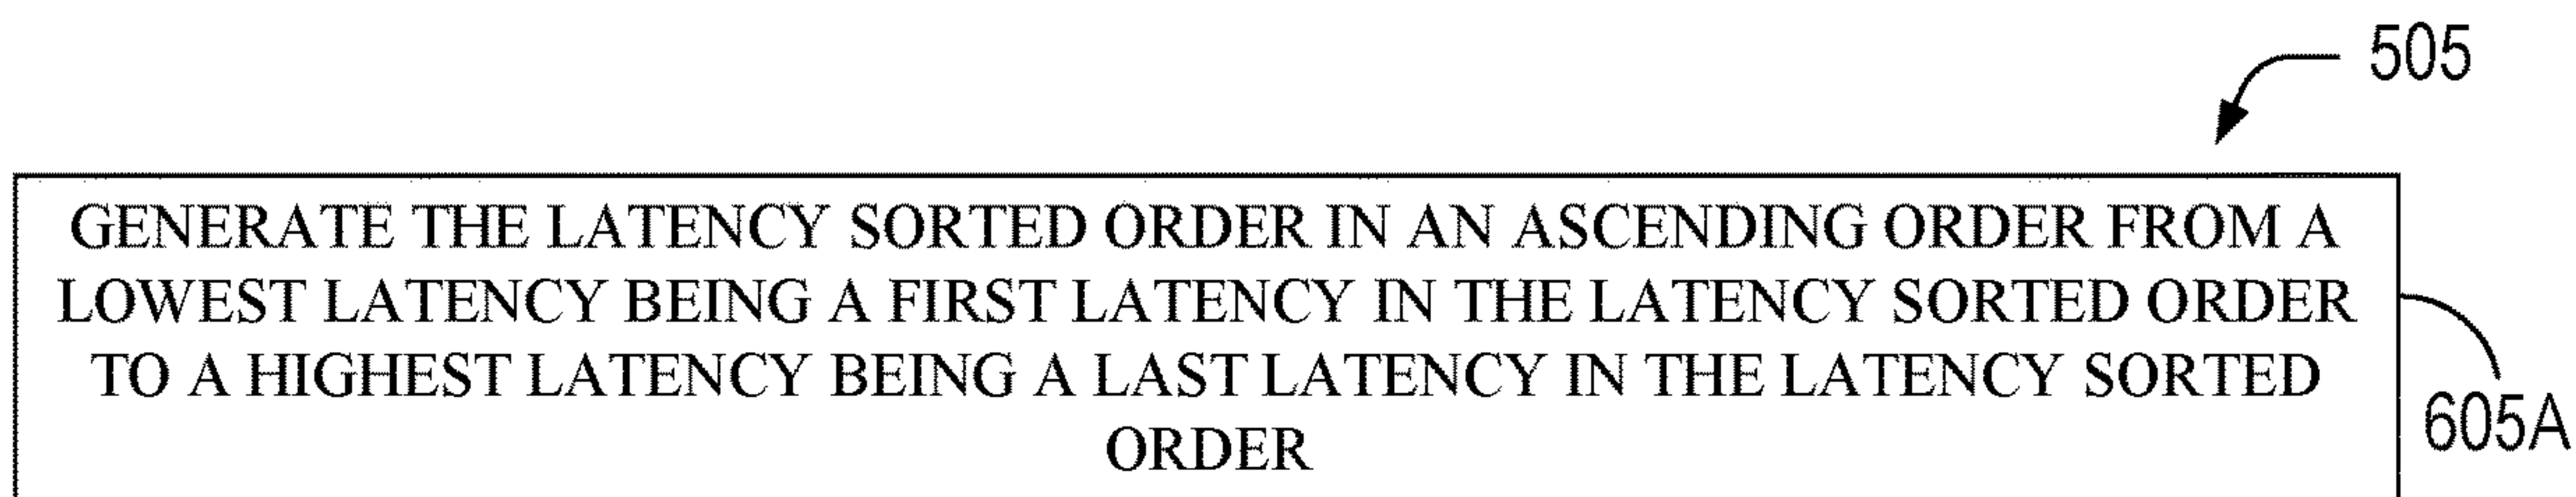 505
GENERATE THE LATENCY SORTED ORDER IN AN ASCENDING ORDER FROM A
LOWEST LATENCY BEING A FIRST LATENCY IN THE LATENCY SORTED ORDER
TO A HIGHEST LATENCY BEING A LAST LATENCY IN THE LATENCY SORTED
ORDER
605A